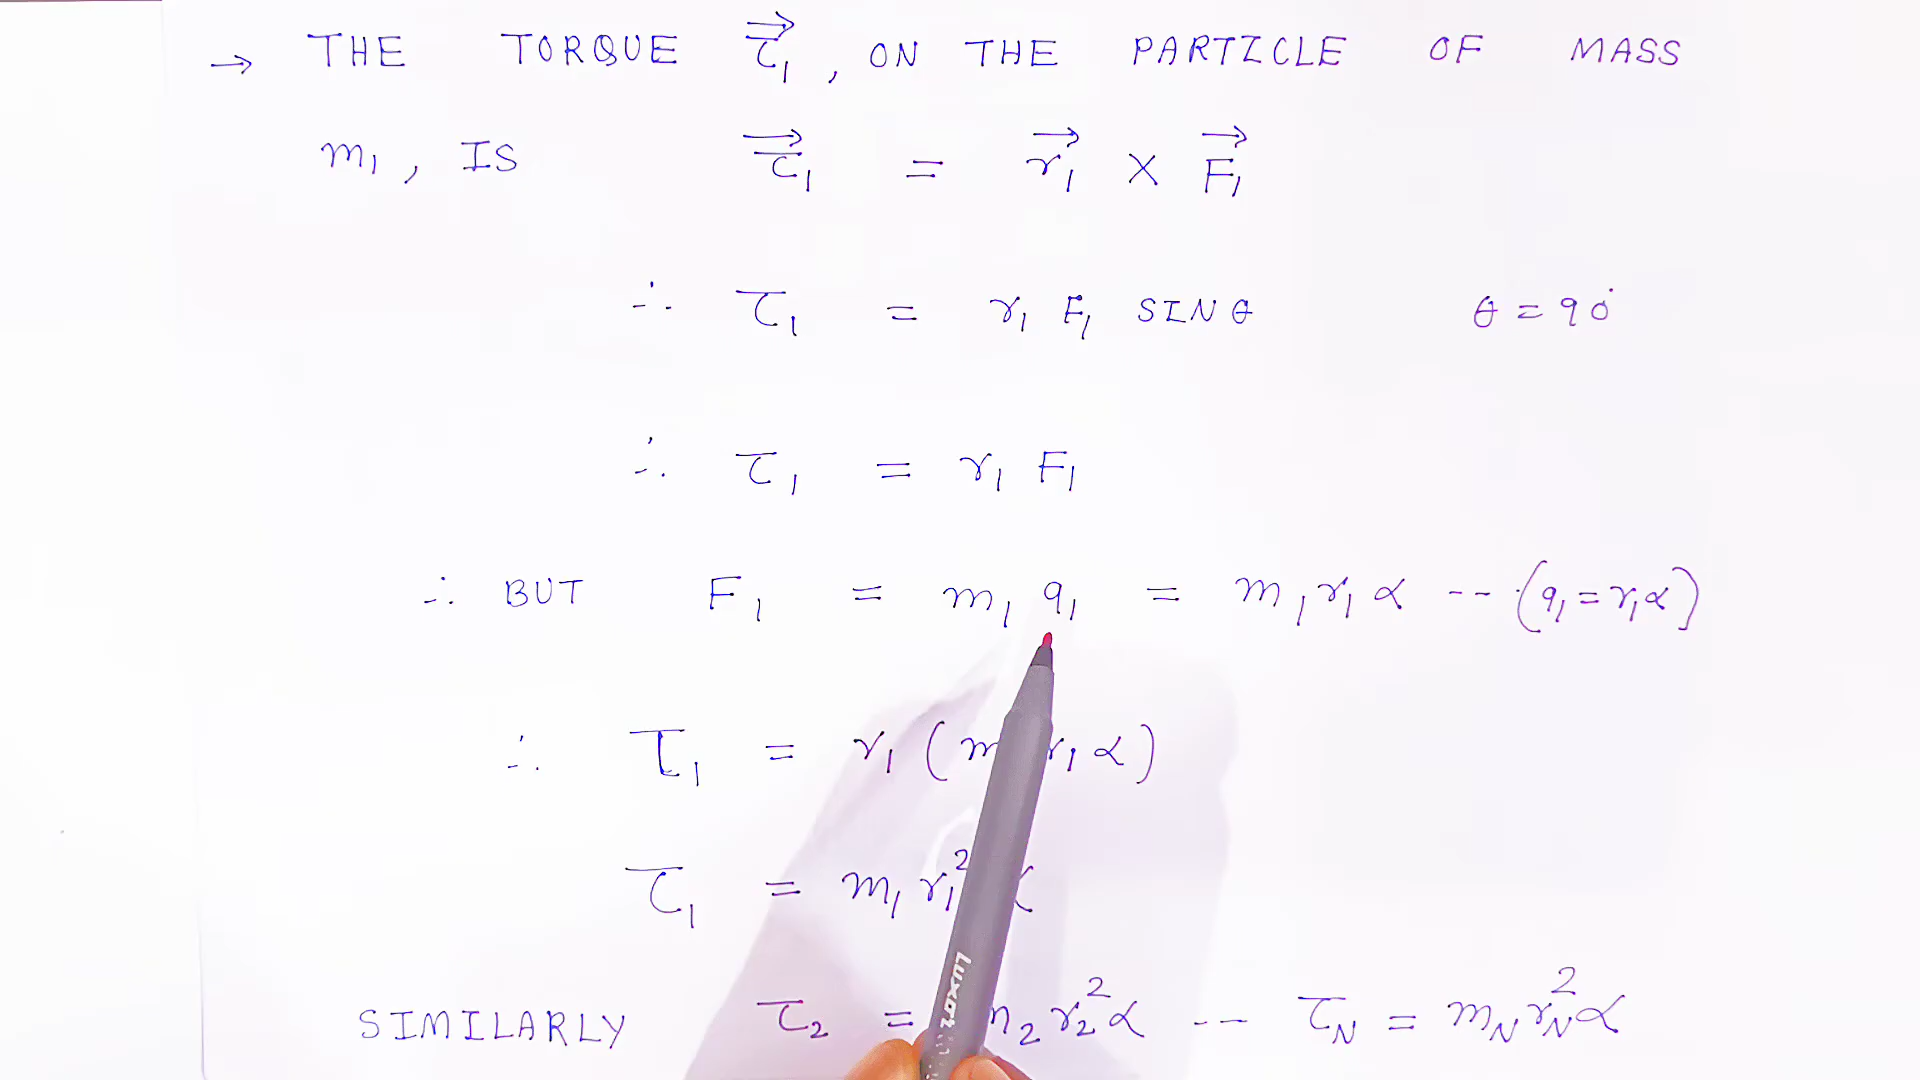 → THE TORQUE τ⃗₁, ON THE PARTICLE OF MASS
m₁, IS τ⃗₁ = r⃗₁ × F⃗₁
∴ τ₁ = r₁ F₁ SIN θ θ = 90°
∴ τ₁ = r₁ F₁
∴ BUT F₁ = m₁ a₁ = m₁ r₁ α -- (a₁ = r₁ α)
∴ τ₁ = r₁ (m r₁ α)
τ₁ = m₁ r₁²
SIMILARLY τ₂ = m₂ r₂² α -- τN = mN rN² α
LUXOR